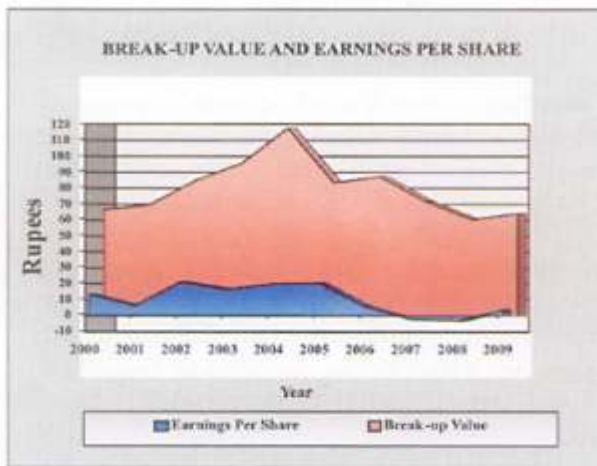 BREAK-UP VALUE AND EARNINGS PER SHARE
120
110
100
90
80
70
60
50
40
30
20
10
0
-10
Rupees
2000 2001 2002 2003 2004 2005 2006 2007 2008 2009
Year
Earnings Per Share Break-up Value